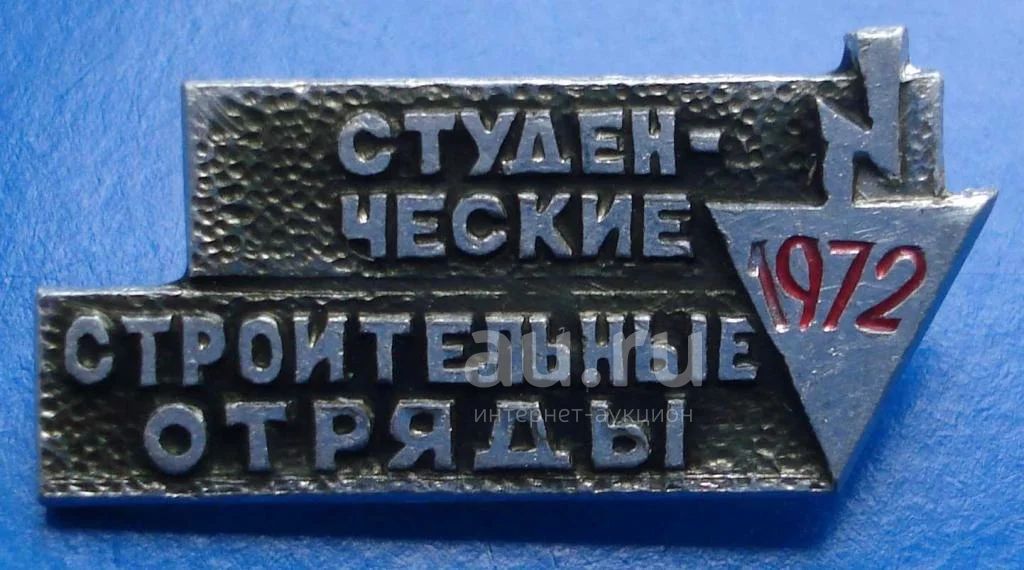 СТУДЕН-
ЧЕСКИЕ
1972
СТРОИТЕЛЬНЫЕ
ОТРЯДЫ
au.ru
интернет-аукцион